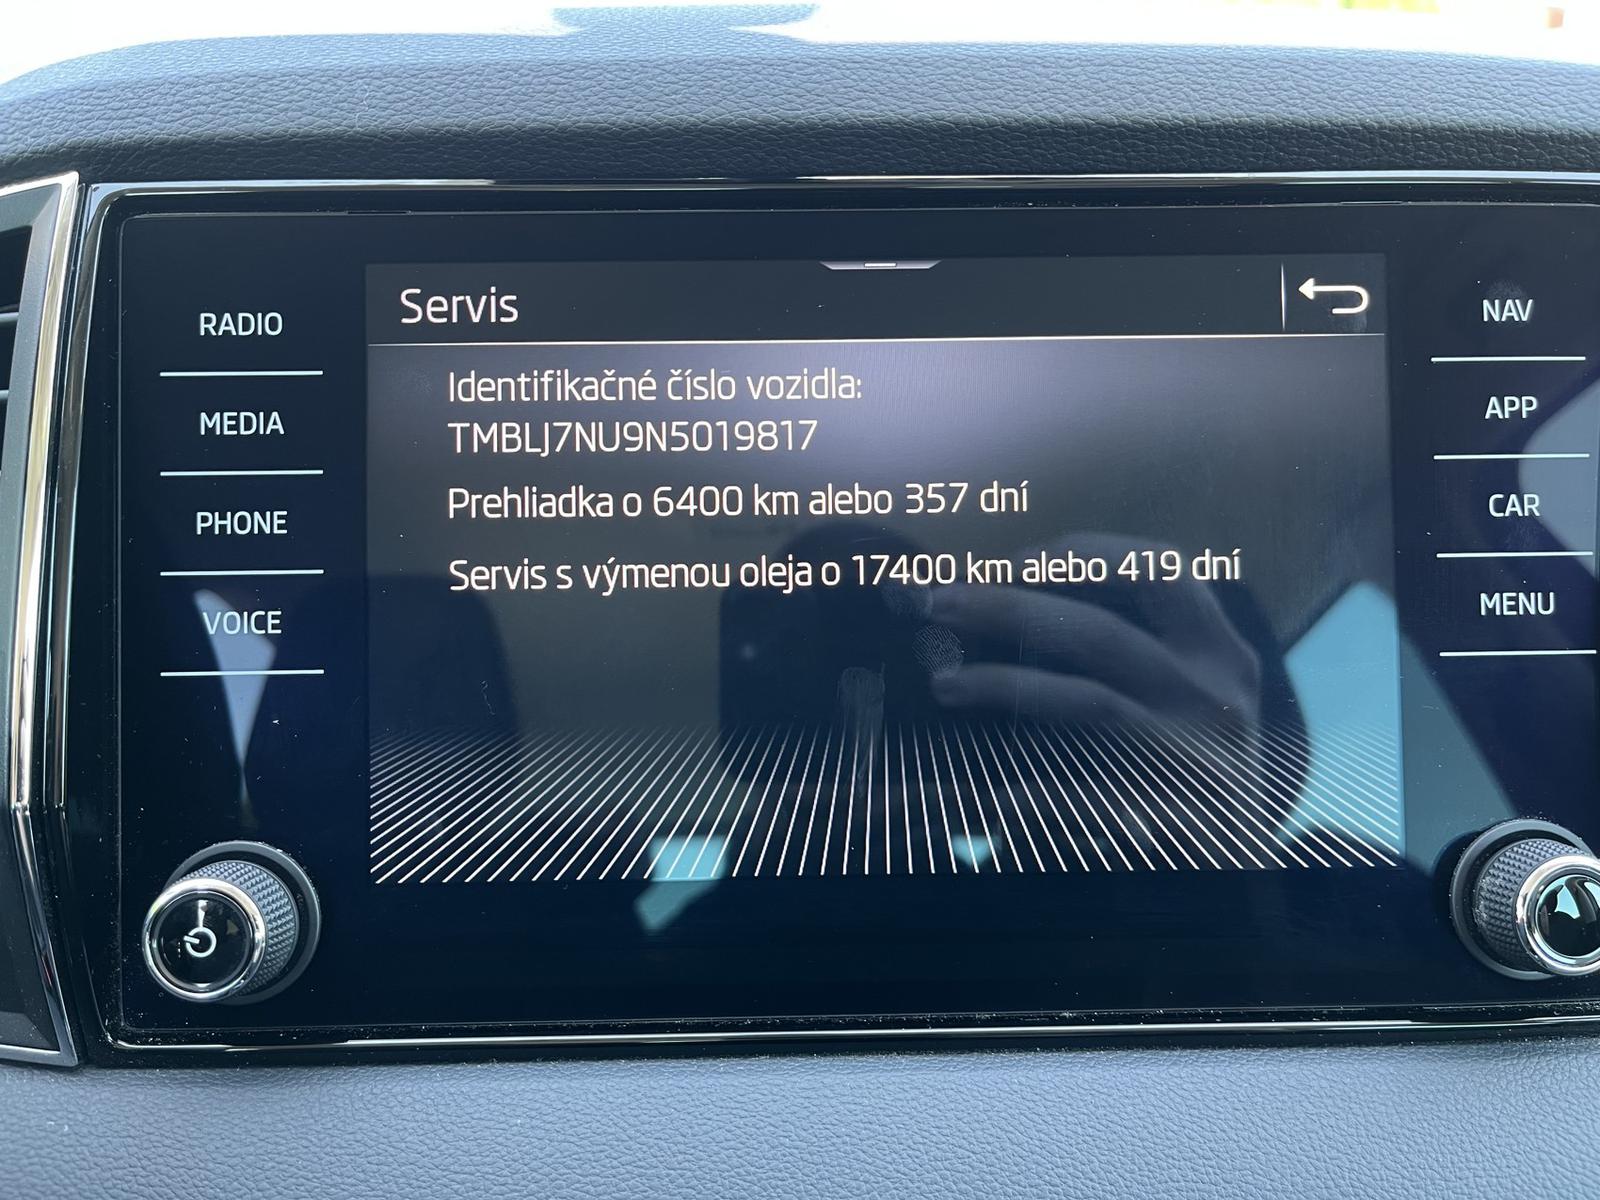 Servis
RADIO
MEDIA
PHONE
VOICE
Identifikačné číslo vozidla:
TMBLJ7NU9N5019817
Prehliadka o 6400 km alebo 357 dní
Servis s výmenou oleja o 17400 km alebo 419 dní
NAV
APP
CAR
MENU